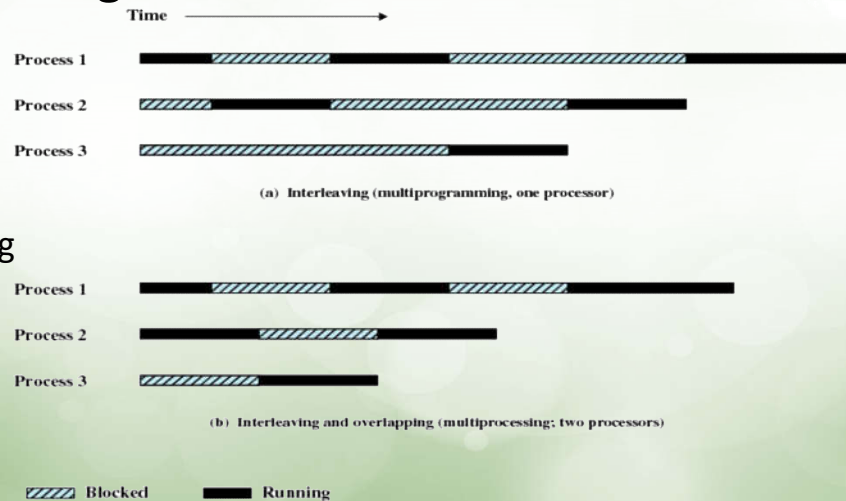 g
Time
Process 1
Process 2
Process 3
(a) Interleaving (multiprogramming, one processor)
g
Process 1
Process 2
Process 3
(b) Interleaving and overlapping (multiprocessing; two processors)
Blocked Running